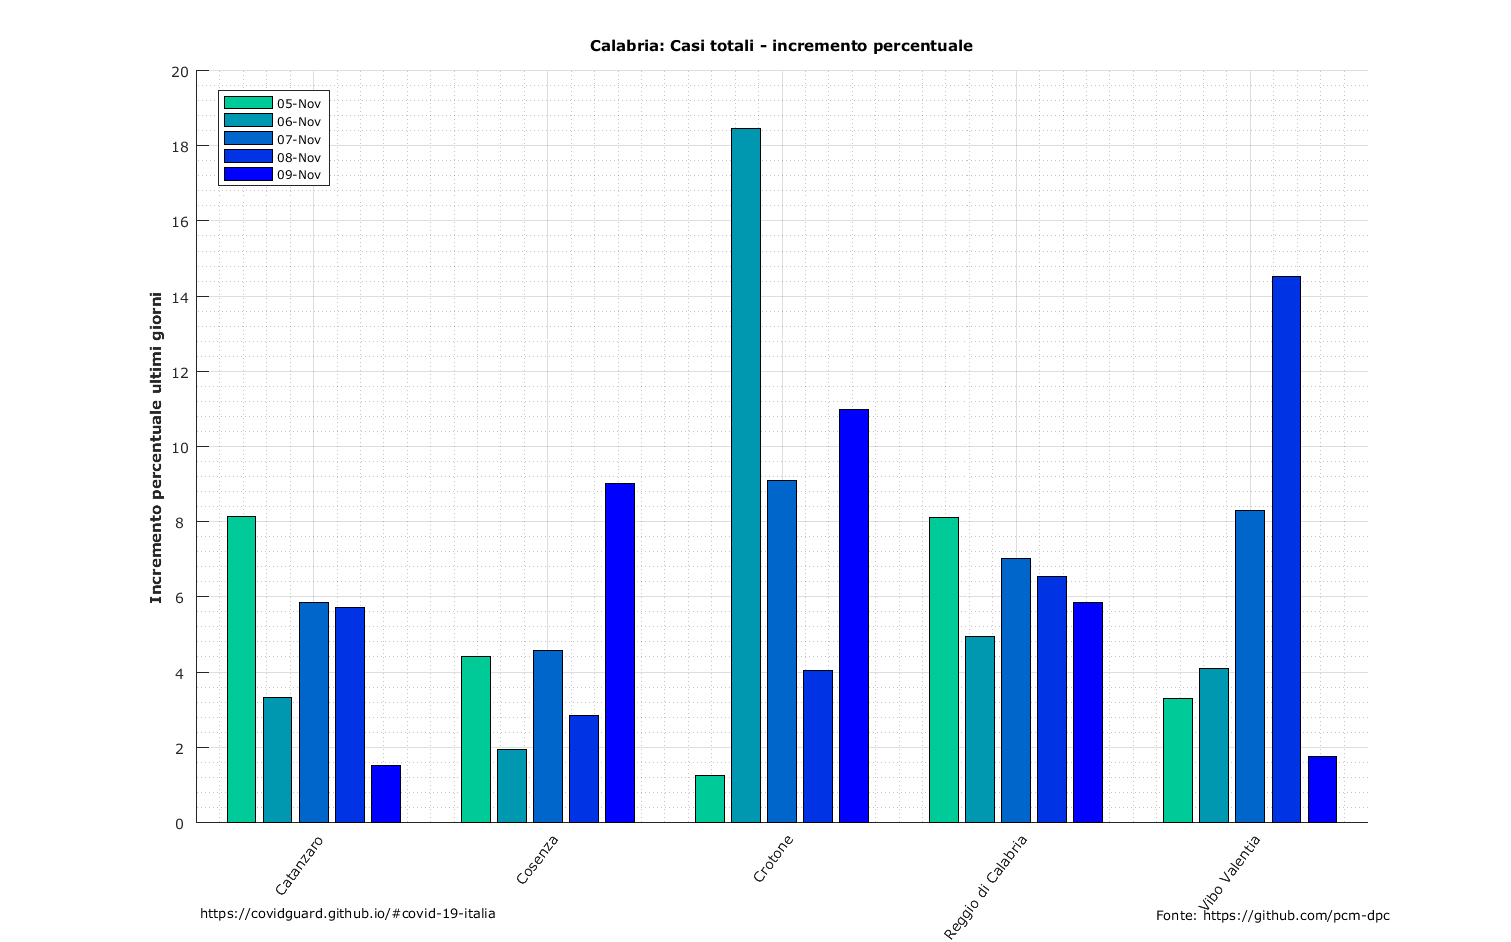 Calabria: Casi totali - incremento percentuale
Incremento percentuale ultimi giorni
20
18
16
14
12
10
8
6
4
2
0
05-Nov
06-Nov
07-Nov
08-Nov
09-Nov
Catanzaro
Cosenza
Crotone
Reggio di Calabria
Vibo Valentia
https://covidguard.github.io/#covid-19-italia
Fonte: https://github.com/pcm-dpc